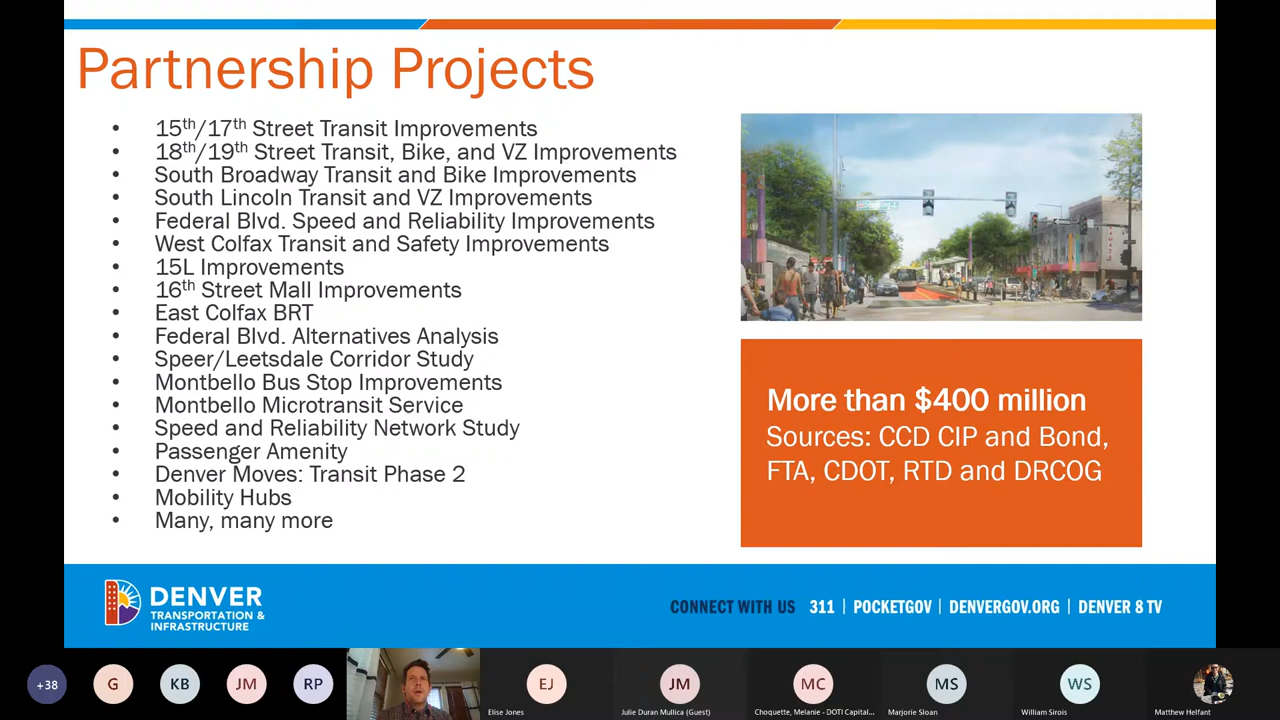 Partnership Projects
• 15th/17th Street Transit Improvements
• 18th/19th Street Transit, Bike, and VZ Improvements
• South Broadway Transit and Bike Improvements
• South Lincoln Transit and VZ Improvements
• Federal Blvd. Speed and Reliability Improvements
• West Colfax Transit and Safety Improvements
• 15L Improvements
• 16th Street Mall Improvements
• East Colfax BRT
• Federal Blvd. Alternatives Analysis
• Speer/Leetsdale Corridor Study
• Montbello Bus Stop Improvements
• Montbello Microtransit Service
• Speed and Reliability Network Study
• Passenger Amenity
• Denver Moves: Transit Phase 2
• Mobility Hubs
• Many, many more
More than $400 million
Sources: CCD CIP and Bond,
FTA, CDOT, RTD and DRCOG
DENVER
TRANSPORTATION &
INFRASTRUCTURE
CONNECT WITH US 311 | POCKETGOV | DENVERGOV.ORG | DENVER 8 TV
+38 G KB JM RP EJ JM MC MS WS
Elise Jones Julie Duran Mullica (Guest) Choquette, Melanie - DOTI Capital... Marjorie Sloan William Sirois Matthew Helfant